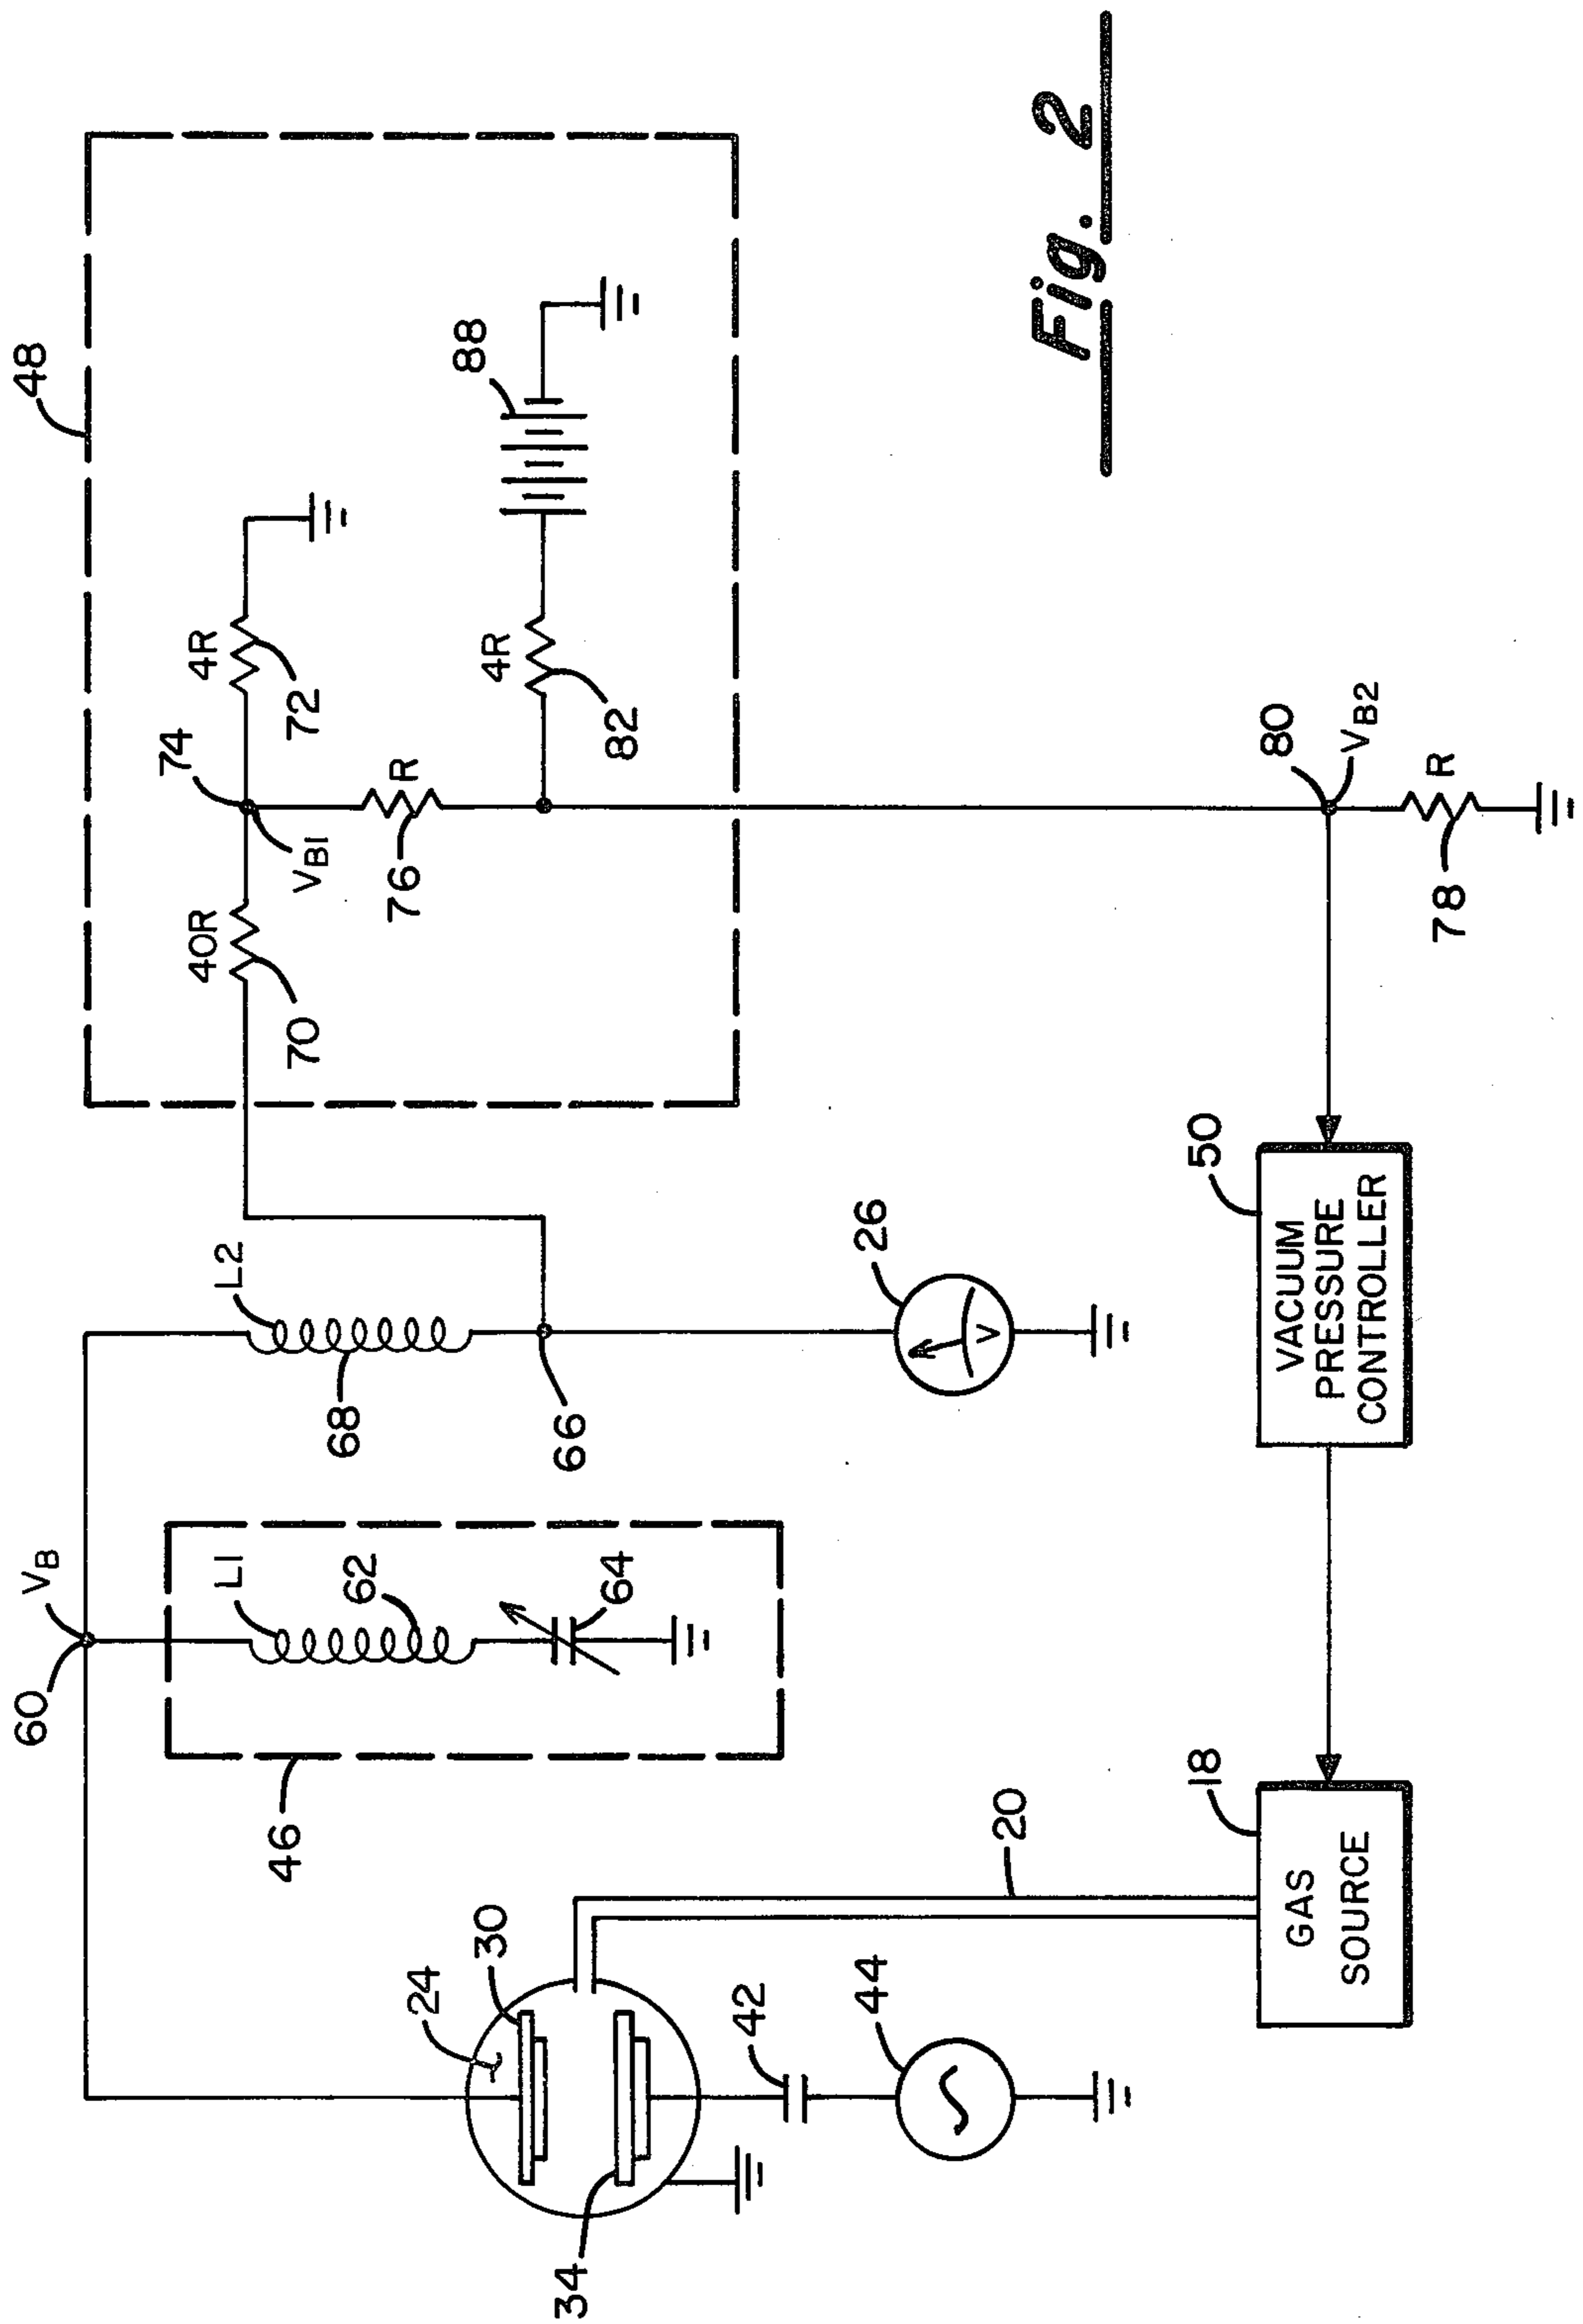 48
74
4R
72
40R
70
VB1
R
76
88
4R
82
80
VB2
R
78
L2
68
66
26
V
50
VACUUM
PRESSURE
CONTROLLER
VB
60
L1
62
64
46
24
30
34
42
44
20
18
GAS
SOURCE
Fig. 2